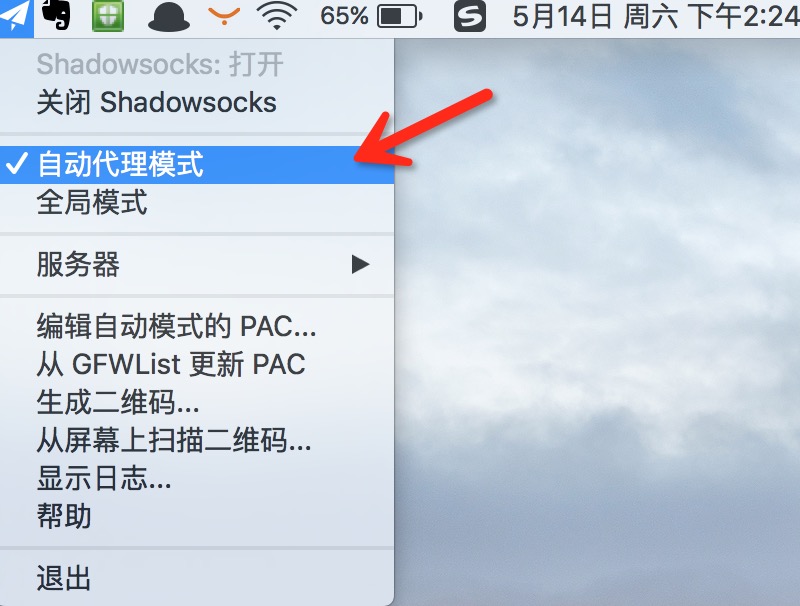 65% 5月14日 周六 下午2:24
Shadowsocks: 打开
关闭 Shadowsocks
自动代理模式
全局模式
服务器
编辑自动模式的 PAC...
从 GFWList 更新 PAC
生成二维码...
从屏幕上扫描二维码...
显示日志...
帮助
退出